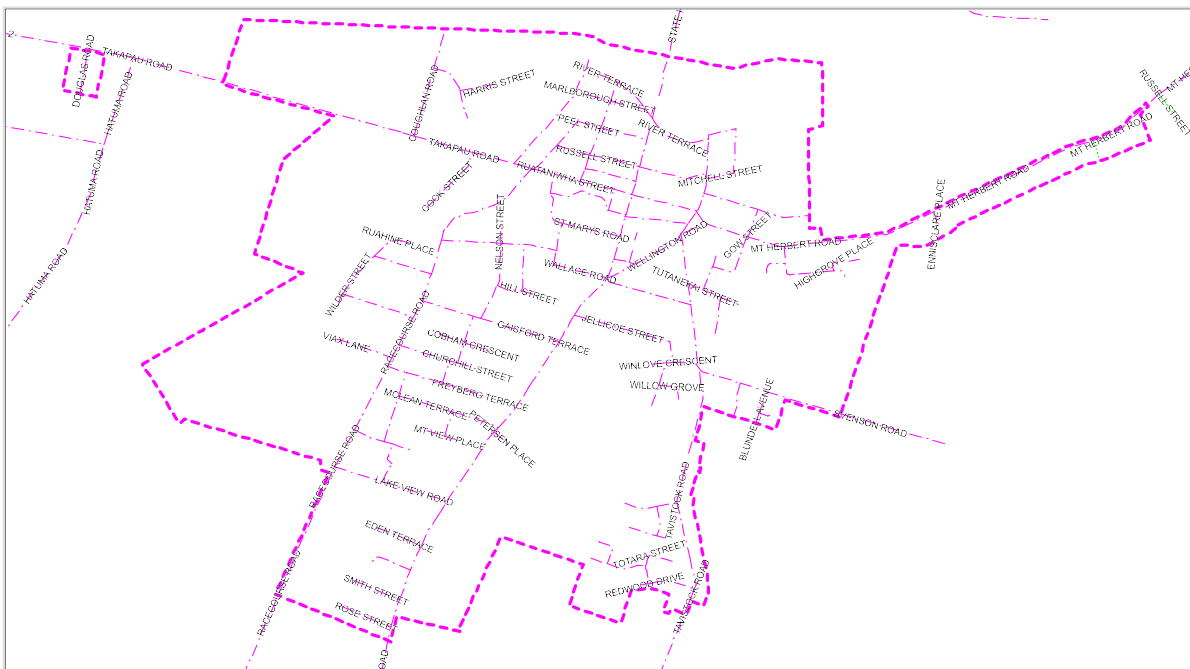 2
TAKAPAU ROAD
DOUGLAS ROAD
HATUMA ROAD
HATUMA ROAD
HATUMA ROAD
COUGHLAN ROAD
HARRIS STREET
STATE
RIVER TERRACE
MARLBOROUGH STREET
PEEL STREET
RIVER TERRACE
RUSSELL STREET
TAKAPAU ROAD
RUATANIWHA STREET
MITCHELL STREET
COOK STREET
RUSSELL STREET
MT HE
MT HERBERT ROAD
MT HERBERT ROAD
ENNISCLARE PLACE
NELSON STREET
ST MARYS ROAD
WELLINGTON ROAD
GOW STREET
MT HERBERT ROAD
HIGHGROVE PLACE
RUAHINE PLACE
WILDER STREET
WALLACE ROAD
TUTANEKAI STREET
HILL STREET
RACECOURSE ROAD
GAISFORD TERRACE
JELLICOE STREET
VIAX LANE
COBHAM CRESCENT
CHURCHILL STREET
WINLOVE CRESCENT
WILLOW GROVE
FREYBERG TERRACE
MCLEAN TERRACE
PETERSEN PLACE
MT VIEW PLACE
BLUNDELL AVENUE
SVENSON ROAD
RACECOURSE ROAD
LAKE VIEW ROAD
TAVISTOCK ROAD
EDEN TERRACE
TOTARA STREET
REDWOOD DRIVE
SMITH STREET
ROSE STREET
RACECOURSE ROAD
TAVISTOCK ROAD
OAD